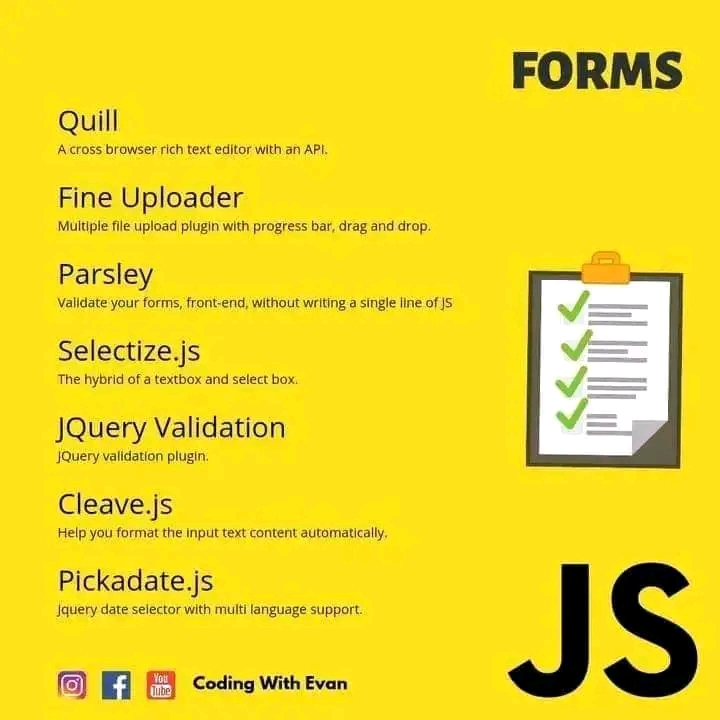 FORMS
Quill
A cross browser rich text editor with an API.
Fine Uploader
Multiple file upload plugin with progress bar, drag and drop.
Parsley
Validate your forms, front-end, without writing a single line of JS
Selectize.js
The hybrid of a textbox and select box.
JQuery Validation
JQuery validation plugin.
Cleave.js
Help you format the input text content automatically.
Pickadate.js
Jquery date selector with multi language support.
You
Tube
Coding With Evan
JS